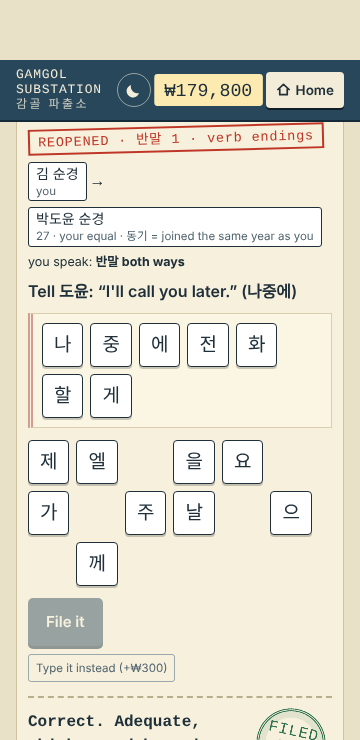 GAMGOL
SUBSTATION
감골 파출소
₩179,800
Home
REOPENED · 반말 1 · verb endings
김 순경
you
→
박도윤 순경
27 · your equal · 동기 = joined the same year as you
you speak: 반말 both ways
Tell 도윤: “I'll call you later.” (나중에)
나 중 에 전 화
할 게
제 엘 을 요
가 주 날 으
께
File it
Type it instead (+₩300)
Correct. Adequate,
FILED